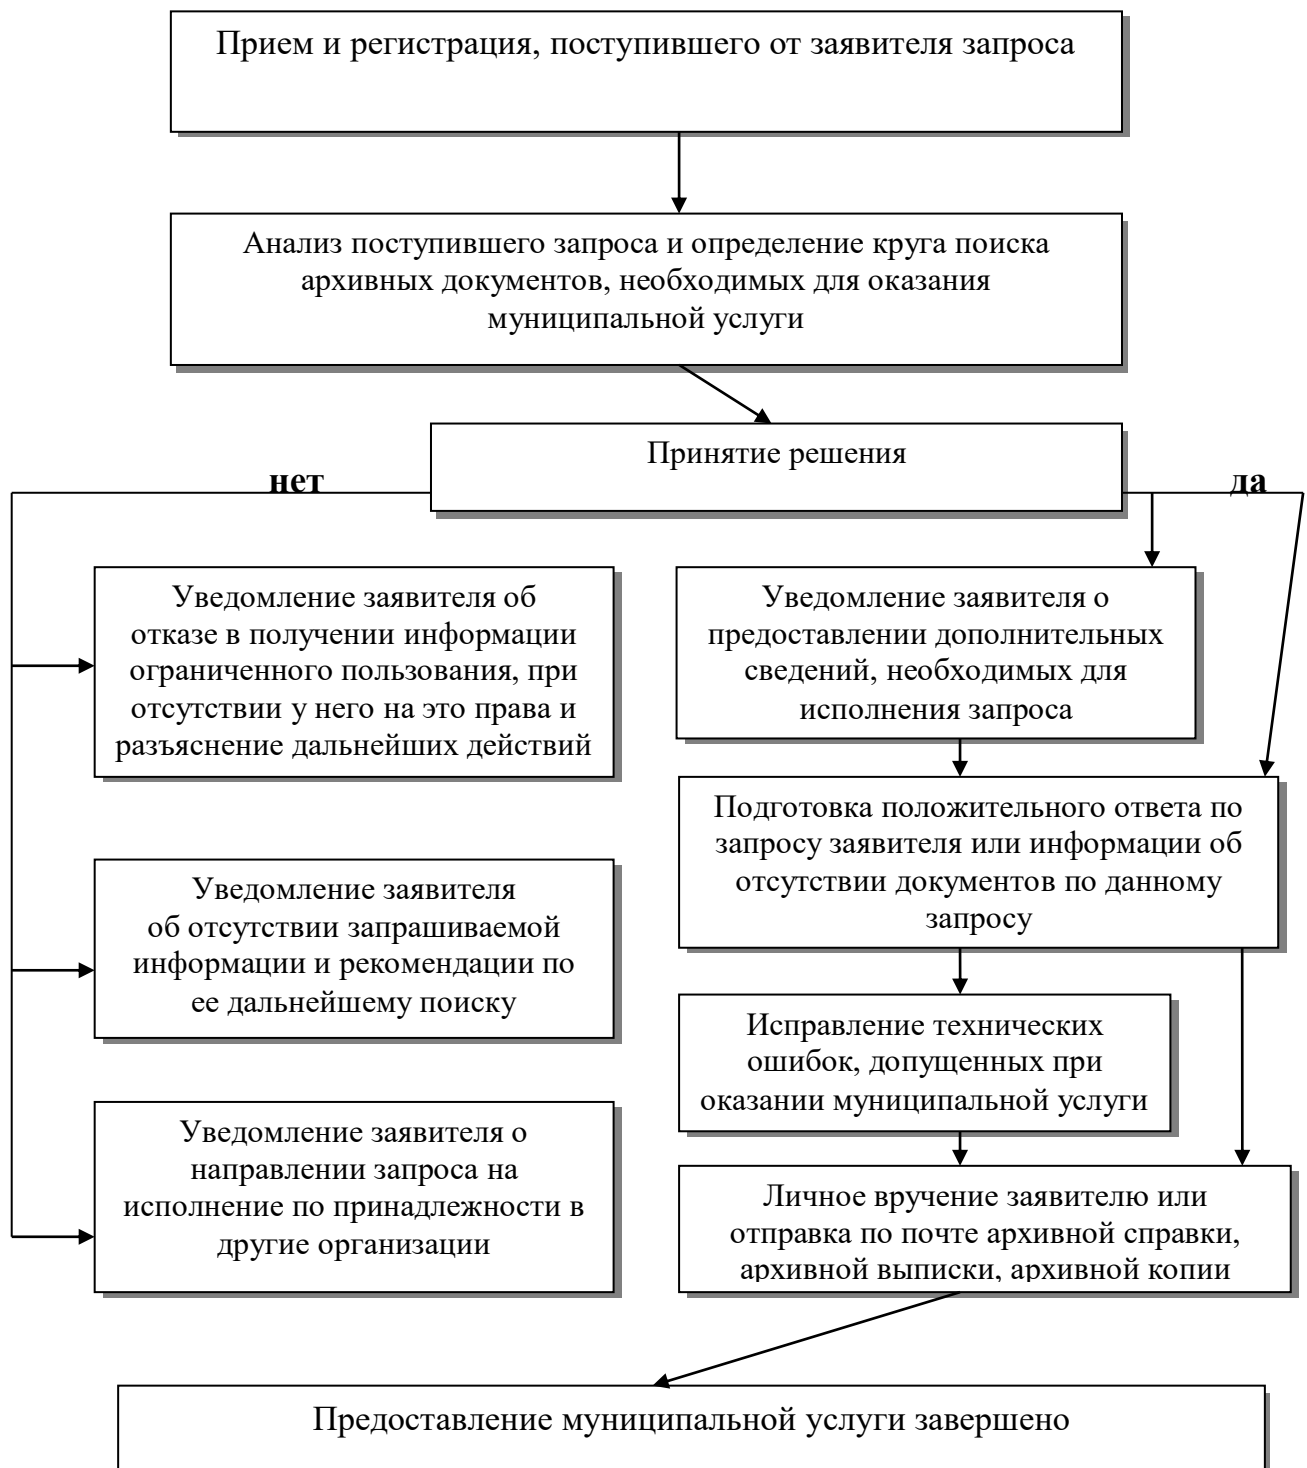 Прием и регистрация, поступившего от заявителя запроса
Анализ поступившего запроса и определение круга поиска
архивных документов, необходимых для оказания
муниципальной услуги
Принятие решения
нет
да
Уведомление заявителя об
отказе в получении информации
ограниченного пользования, при
отсутствии у него на это права и
разъяснение дальнейших действий
Уведомление заявителя
об отсутствии запрашиваемой
информации и рекомендации по
ее дальнейшему поиску
Уведомление заявителя о
направлении запроса на
исполнение по принадлежности в
другие организации
Уведомление заявителя о
предоставлении дополнительных
сведений, необходимых для
исполнения запроса
Подготовка положительного ответа по
запросу заявителя или информации об
отсутствии документов по данному
запросу
Исправление технических
ошибок, допущенных при
оказании муниципальной услуги
Личное вручение заявителю или
отправка по почте архивной справки,
архивной выписки, архивной копии
Предоставление муниципальной услуги завершено